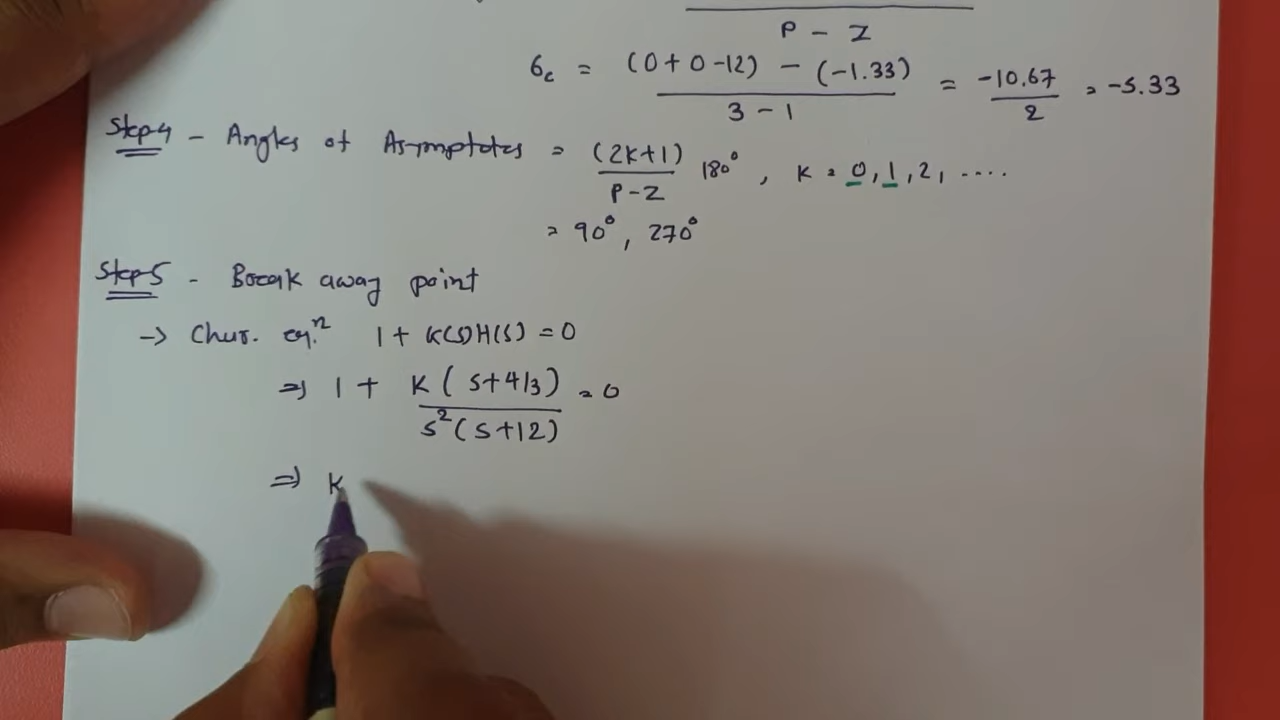 P - Z
σc = (0+0-12) - (-1.33) / 3-1 = -10.67 / 2 = -5.33
Step-4 - Angles of Asymptotes = (2K+1) / P-Z 180°, K = 0, 1, 2, ....
= 90°, 270°
Step-5 - Break away point
-> Char. eqⁿ 1 + G(S)H(S) = 0
=> 1 + K(S+4/3) / S²(S+12) = 0
=> K